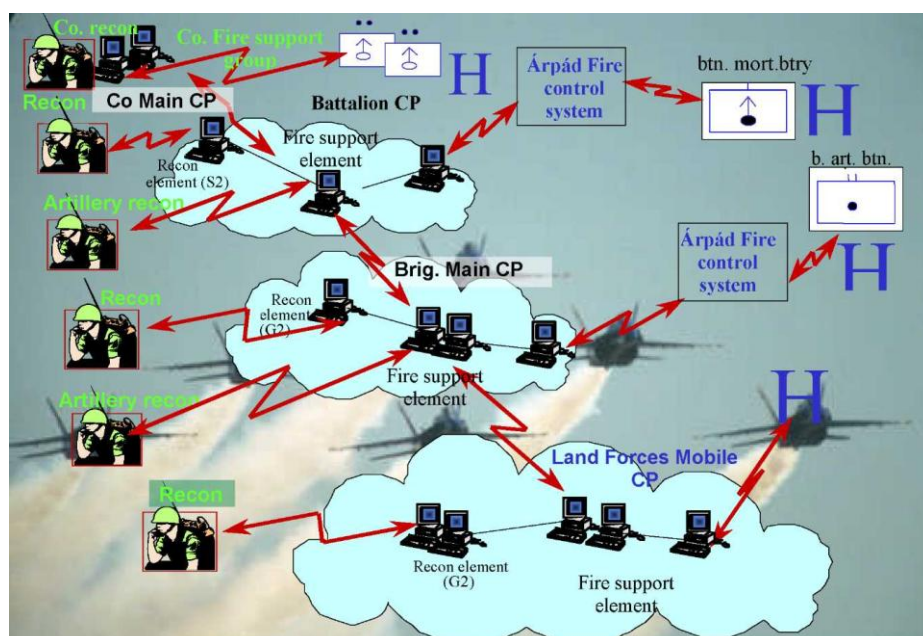 Co. recon
Co. Fire support
group
H
Árpád Fire
control
system
btn. mort.btry
H
Recon
Co Main CP
Battalion CP
Fire support
element
Recon
element (S2)
b. art. btn.
H
Artillery recon
Árpád Fire
control
system
Brig. Main CP
Recon
Recon
element
(G2)
Fire support
element
Artillery recon
H
Land Forces Mobile
CP
Recon
Recon element
(G2)
Fire support
element